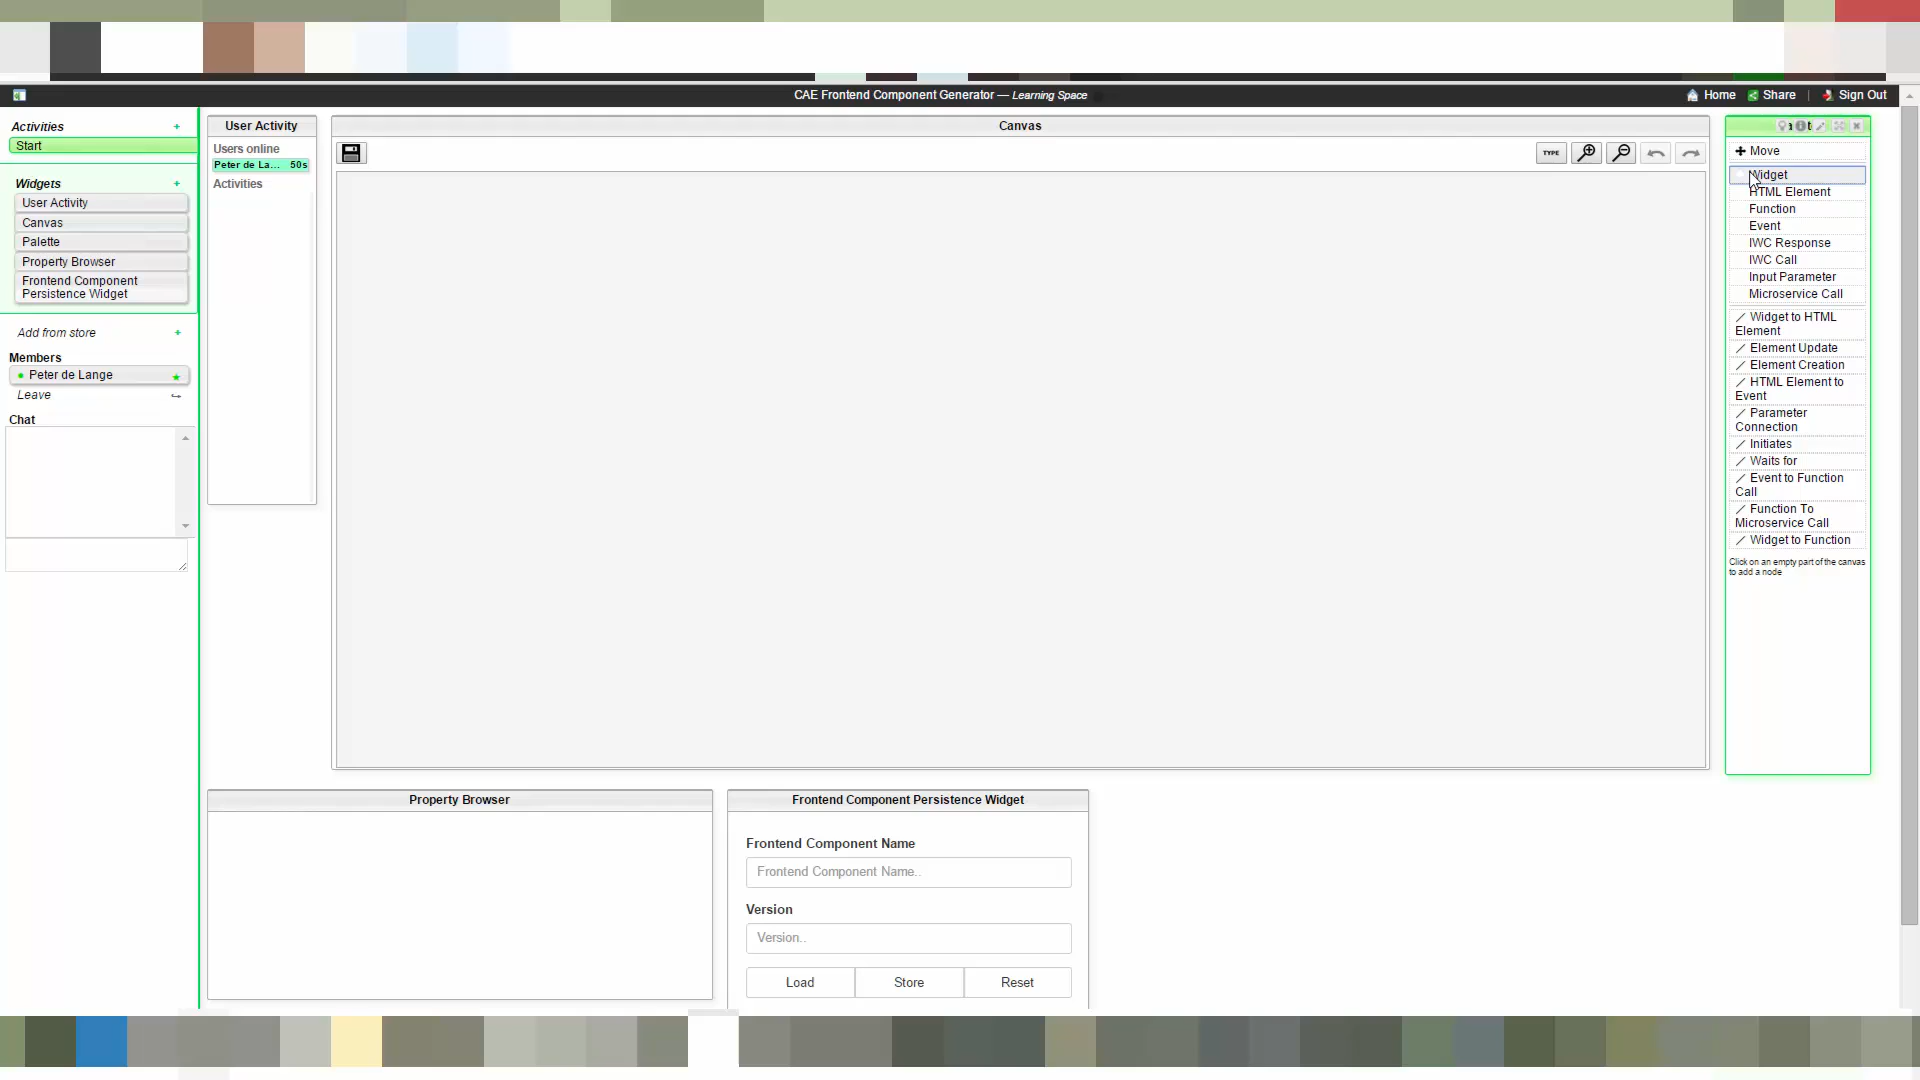 CAE Frontend Component Generator — Learning Space
Home
Share
Sign Out
Activities
Start
Widgets
User Activity
Canvas
Palette
Property Browser
Frontend Component
Persistence Widget
Add from store
Members
Peter de Lange
Leave
Chat
User Activity
Users online
Peter de La... 50s
Activities
Canvas
TYPE
Move
Widget
HTML Element
Function
Event
IWC Response
IWC Call
Input Parameter
Microservice Call
Widget to HTML
Element
Element Update
Element Creation
HTML Element to
Event
Parameter
Connection
Initiates
Waits for
Event to Function
Call
Function To
Microservice Call
Widget to Function
Click on an empty part of the canvas
to add a node
Property Browser
Frontend Component Persistence Widget
Frontend Component Name
Frontend Component Name..
Version
Version..
Load
Store
Reset